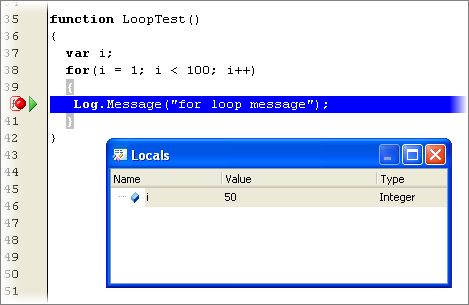 35 function LoopTest()
36 {
37 var i;
38 for(i = 1; i < 100; i++)
39 {
Log.Message("for loop message");
41 }
42 }
43
44
45
46
47
48
49
50
51
Locals
Name Value Type
i 50 Integer